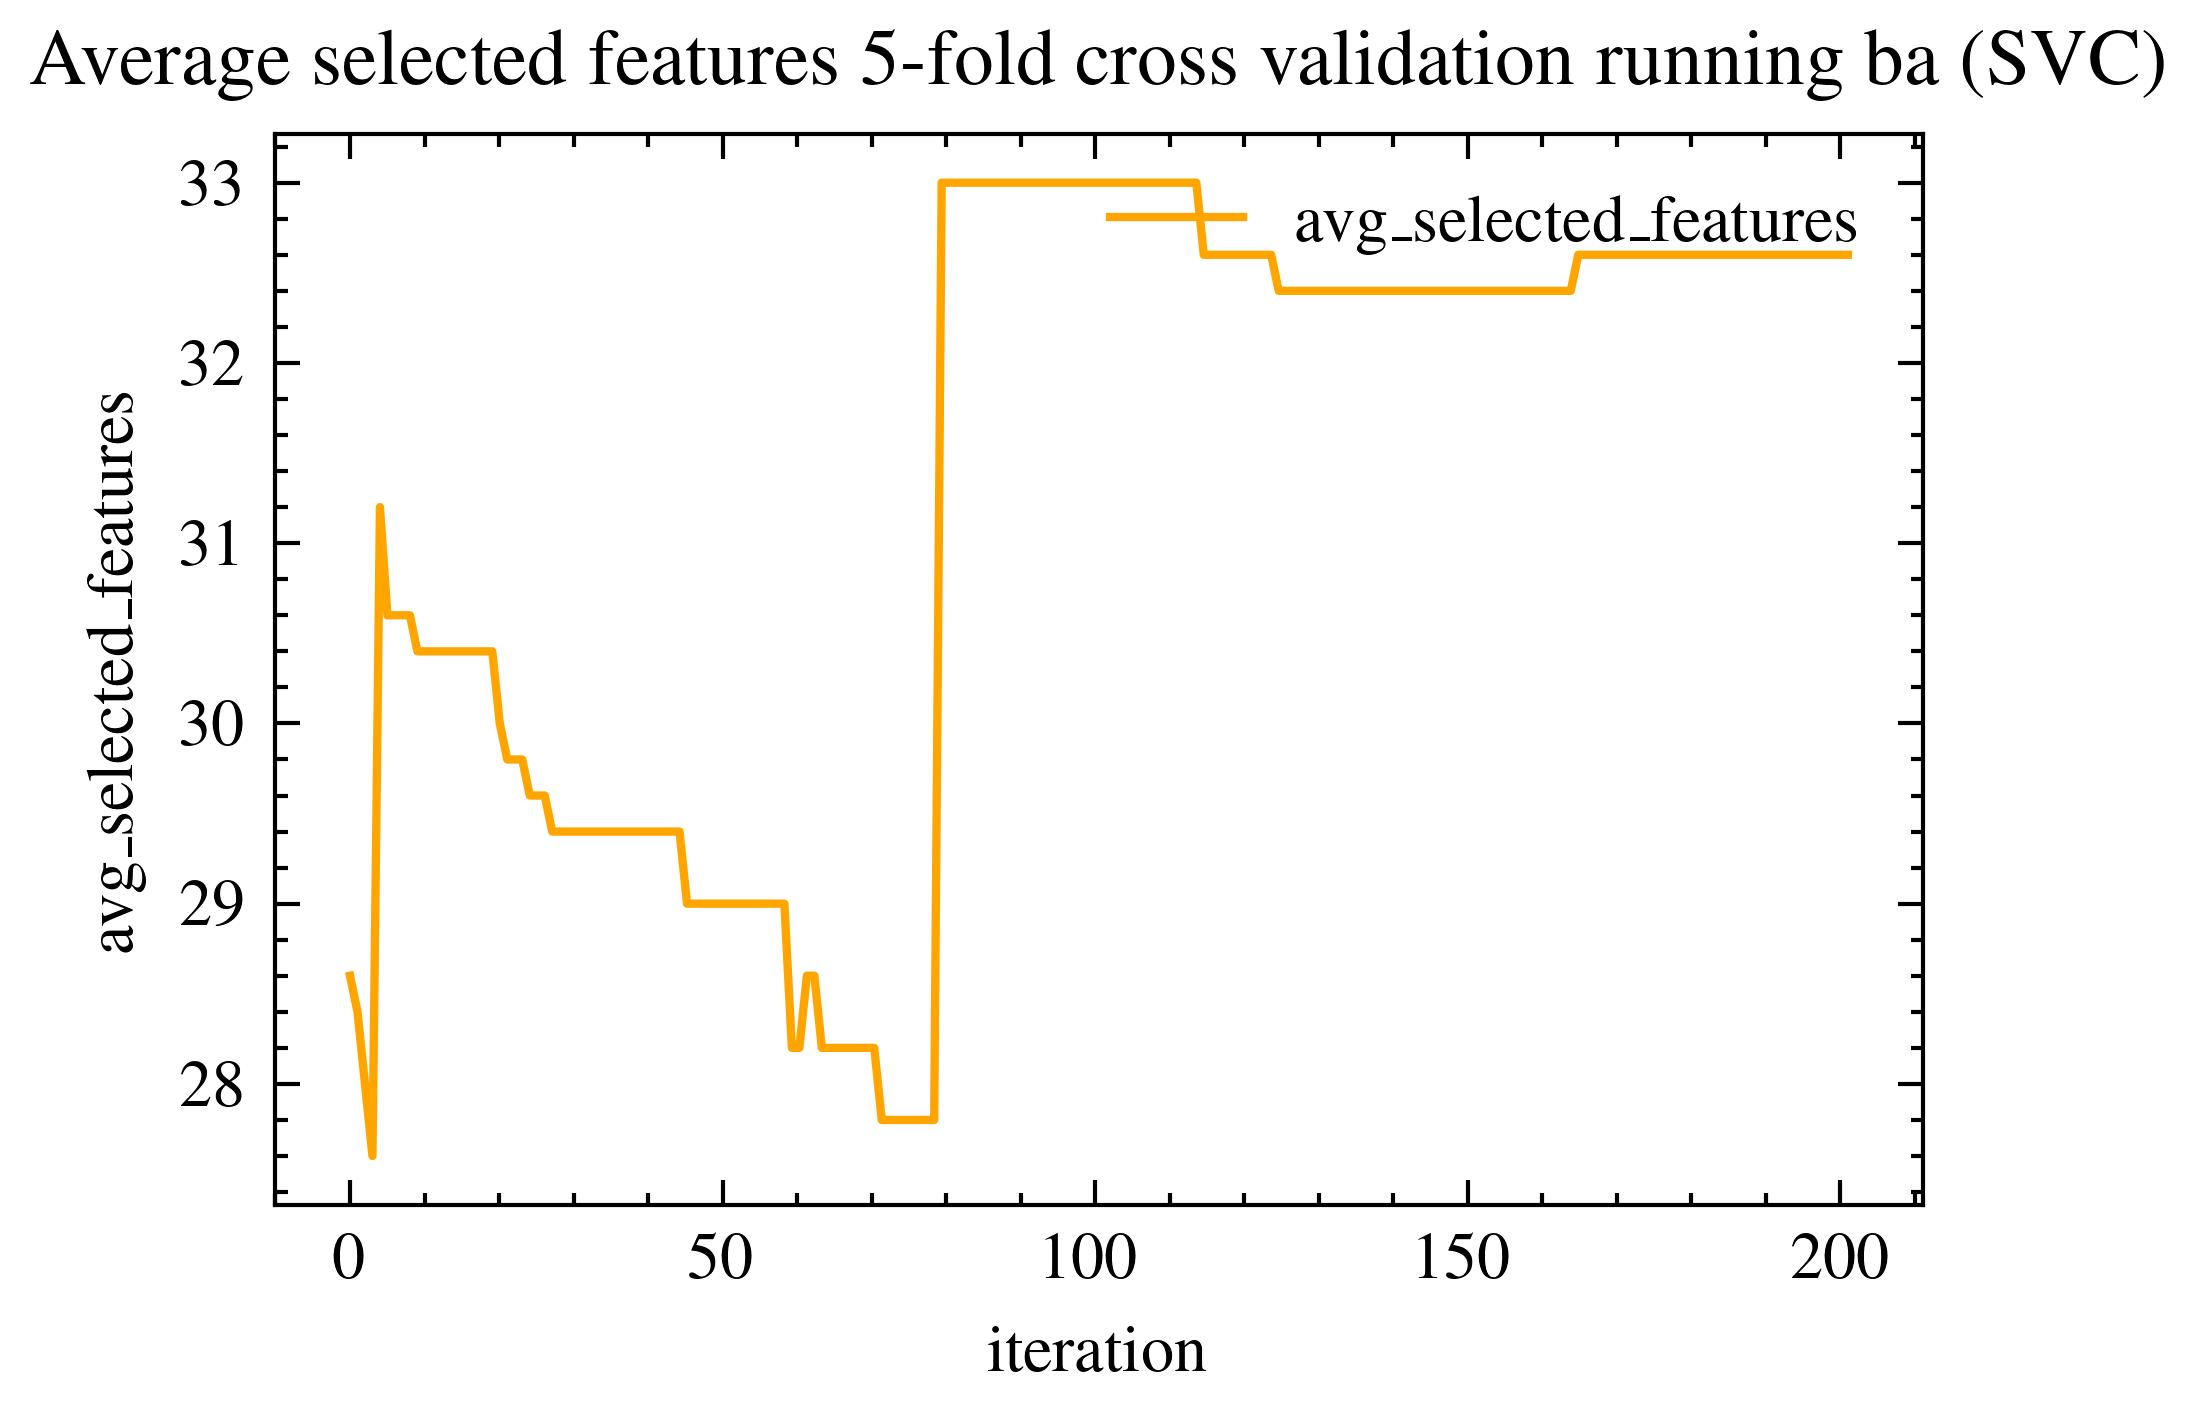 Average selected features 5-fold cross validation running ba (SVC)
avg_selected_features
33
32
31
30
29
28
avg_selected_features
0 50 100 150 200
iteration